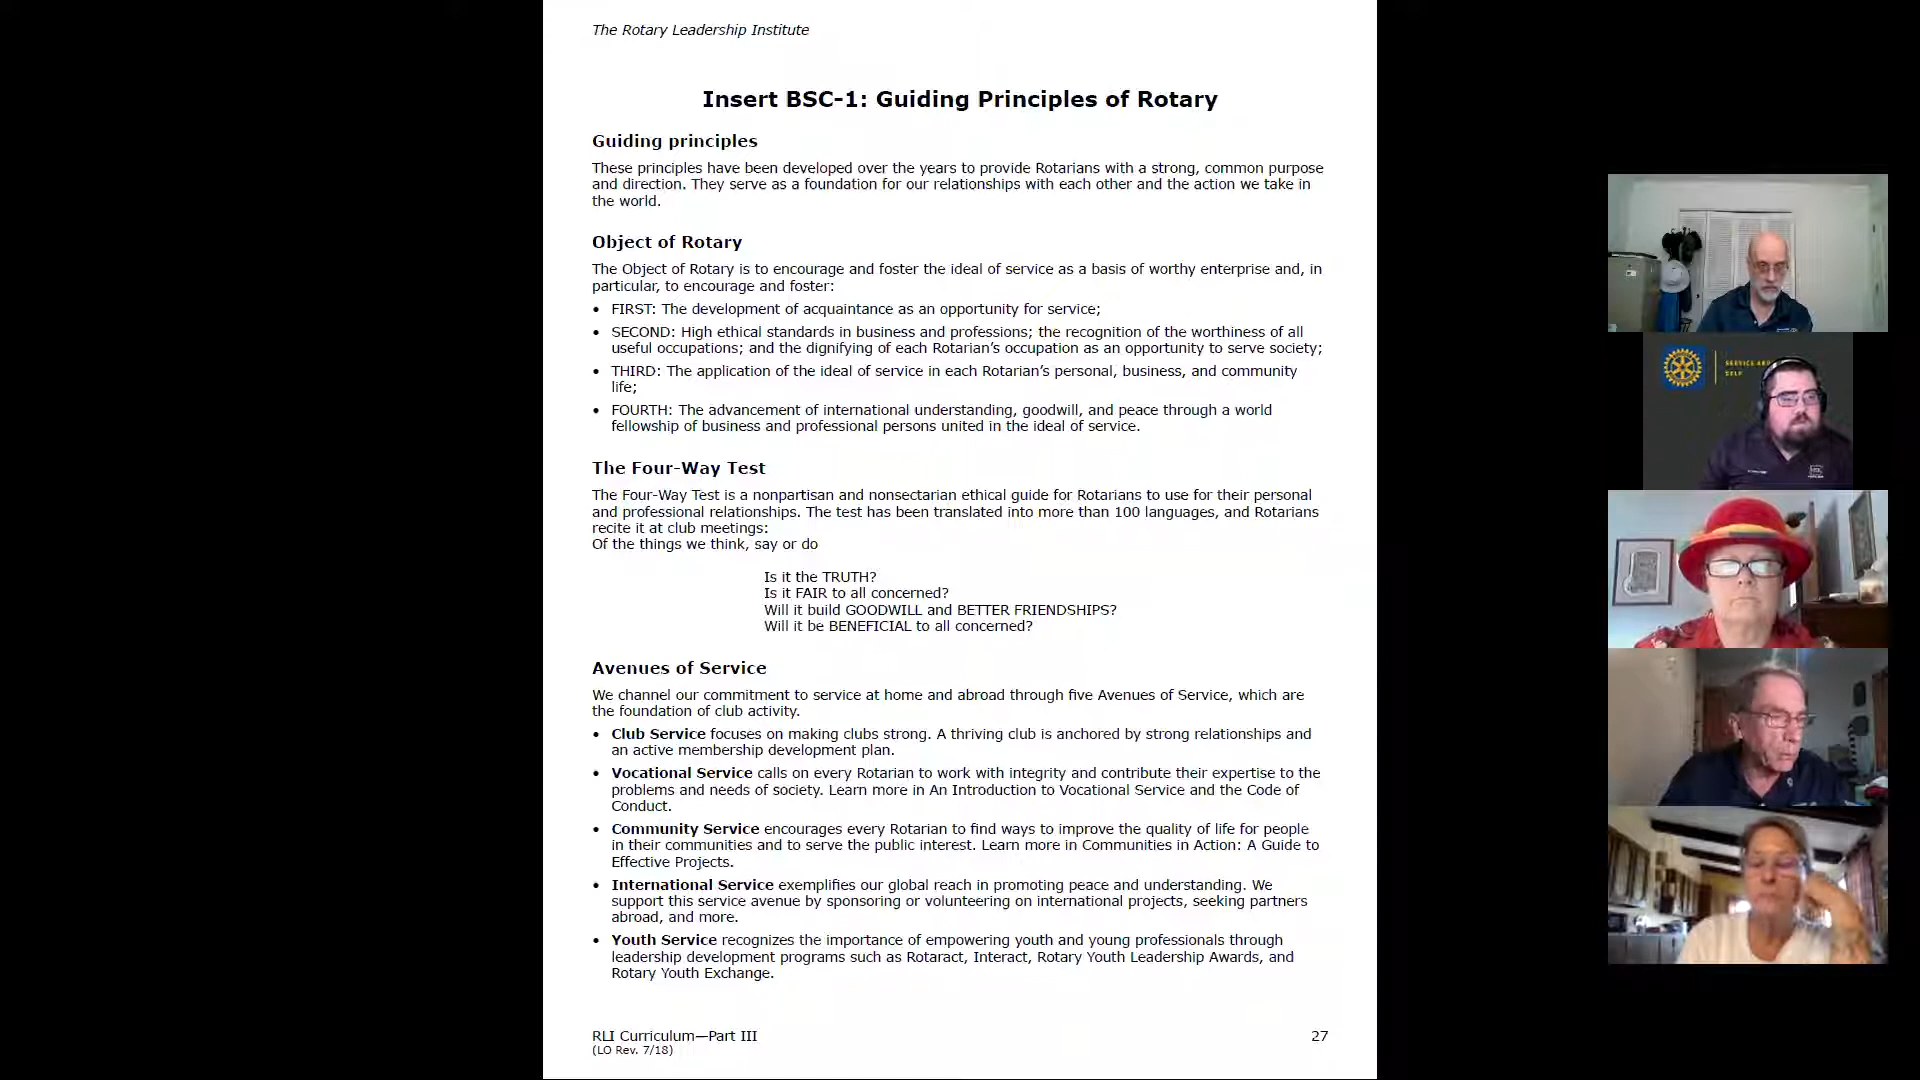 The Rotary Leadership Institute
Insert BSC-1: Guiding Principles of Rotary
Guiding principles
These principles have been developed over the years to provide Rotarians with a strong, common purpose
and direction. They serve as a foundation for our relationships with each other and the action we take in
the world.
Object of Rotary
The Object of Rotary is to encourage and foster the ideal of service as a basis of worthy enterprise and, in
particular, to encourage and foster:
• FIRST: The development of acquaintance as an opportunity for service;
• SECOND: High ethical standards in business and professions; the recognition of the worthiness of all
useful occupations; and the dignifying of each Rotarian’s occupation as an opportunity to serve society;
• THIRD: The application of the ideal of service in each Rotarian’s personal, business, and community
life;
• FOURTH: The advancement of international understanding, goodwill, and peace through a world
fellowship of business and professional persons united in the ideal of service.
The Four-Way Test
The Four-Way Test is a nonpartisan and nonsectarian ethical guide for Rotarians to use for their personal
and professional relationships. The test has been translated into more than 100 languages, and Rotarians
recite it at club meetings:
Of the things we think, say or do
Is it the TRUTH?
Is it FAIR to all concerned?
Will it build GOODWILL and BETTER FRIENDSHIPS?
Will it be BENEFICIAL to all concerned?
Avenues of Service
We channel our commitment to service at home and abroad through five Avenues of Service, which are
the foundation of club activity.
• Club Service focuses on making clubs strong. A thriving club is anchored by strong relationships and
an active membership development plan.
• Vocational Service calls on every Rotarian to work with integrity and contribute their expertise to the
problems and needs of society. Learn more in An Introduction to Vocational Service and the Code of
Conduct.
• Community Service encourages every Rotarian to find ways to improve the quality of life for people
in their communities and to serve the public interest. Learn more in Communities in Action: A Guide to
Effective Projects.
• International Service exemplifies our global reach in promoting peace and understanding. We
support this service avenue by sponsoring or volunteering on international projects, seeking partners
abroad, and more.
• Youth Service recognizes the importance of empowering youth and young professionals through
leadership development programs such as Rotaract, Interact, Rotary Youth Leadership Awards, and
Rotary Youth Exchange.
RLI Curriculum—Part III 27
(LO Rev. 7/18)
SERVICE
SELF